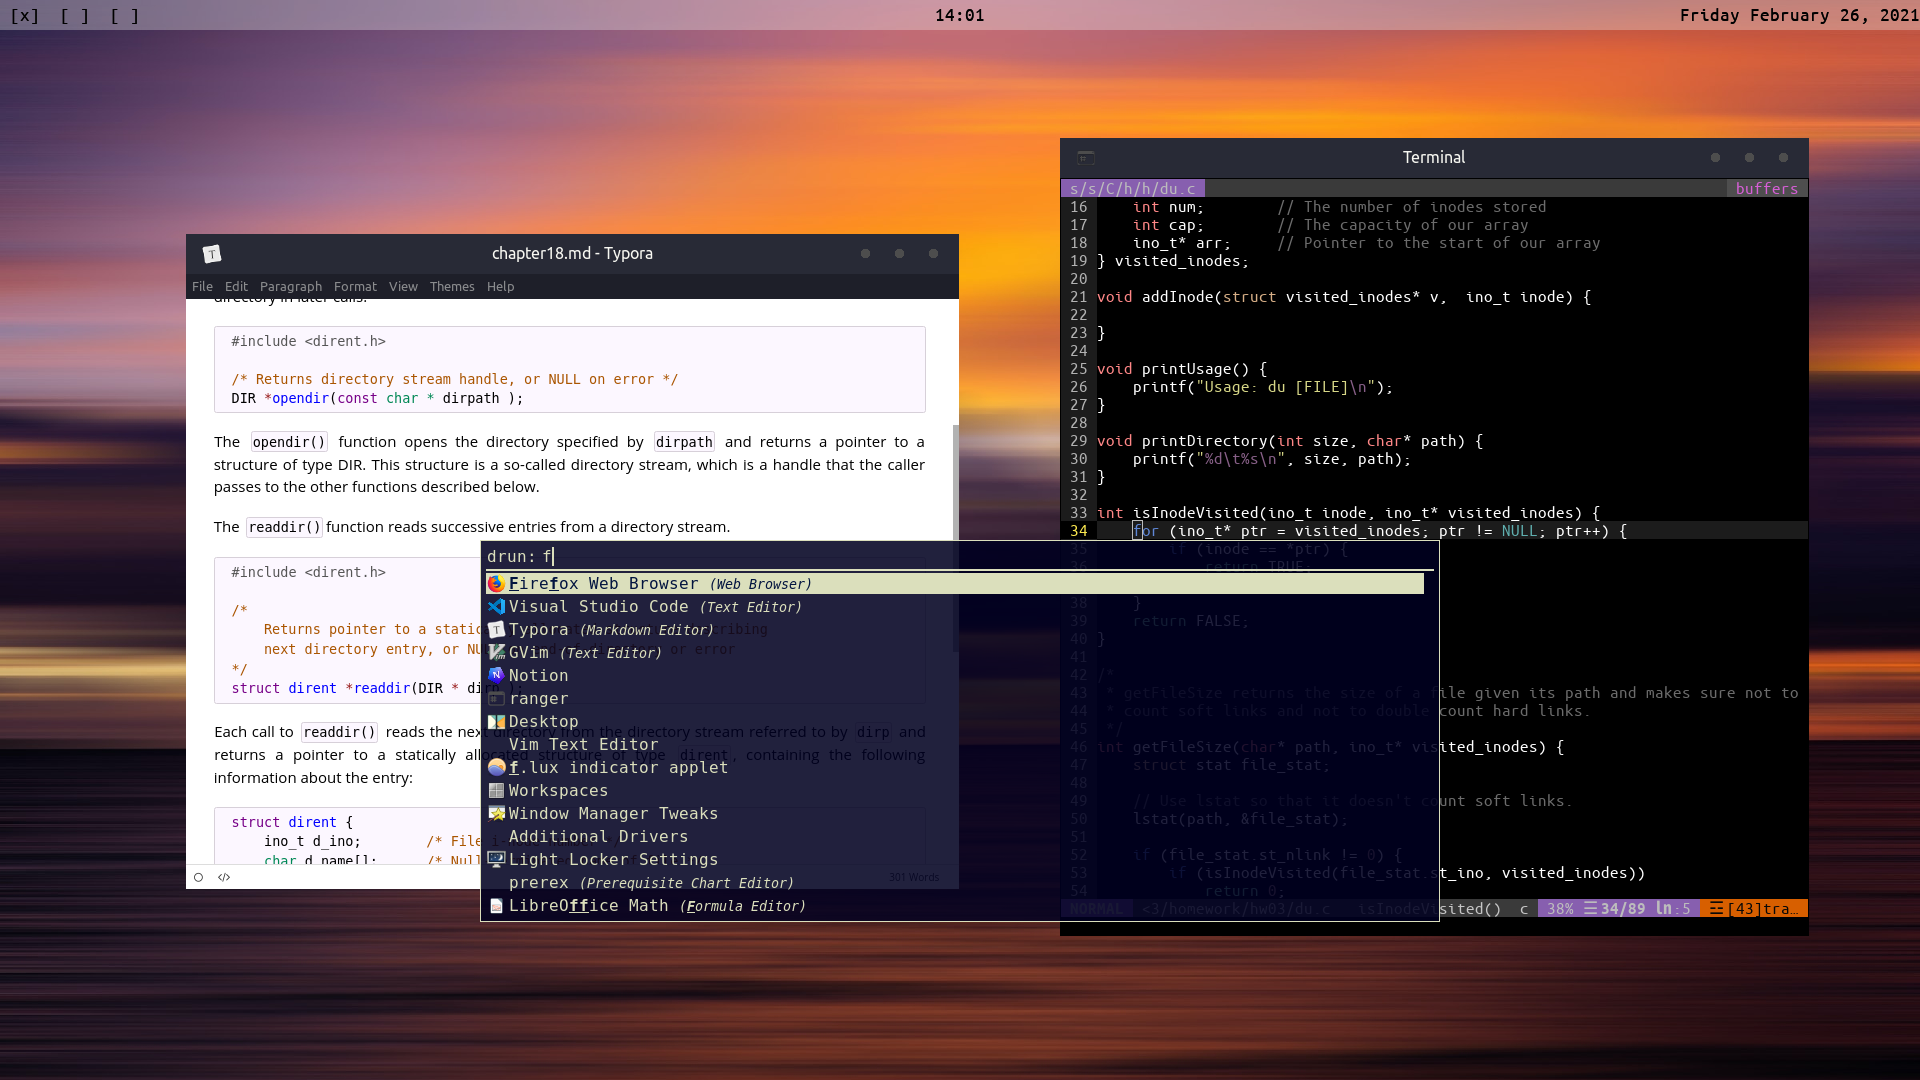 [x] [ ] [ ]
14:01
Friday February 26, 2021
chapter18.md - Typora
File Edit Paragraph Format View Themes Help
directory in later calls.
#include <dirent.h>
/* Returns directory stream handle, or NULL on error */
DIR *opendir(const char * dirpath );
The opendir() function opens the directory specified by dirpath and returns a pointer to a
structure of type DIR. This structure is a so-called directory stream, which is a handle that the caller
passes to the other functions described below.
The readdir() function reads successive entries from a directory stream.
#include <dirent.h>
/*
Returns pointer to a static
next directory entry, or NU or error
*/
struct dirent *readdir(DIR * dirp );
Each call to readdir() reads the next directory from the directory stream referred to by dirp and
returns a pointer to a statically allocated structure of type dirent, containing the following
information about the entry:
struct dirent {
ino_t d_ino; /* File i-
char d_name[]; /* Nul
301 Words
drun: f
Firefox Web Browser (Web Browser)
Visual Studio Code (Text Editor)
Typora (Markdown Editor)
GVim (Text Editor)
Notion
ranger
Desktop
Vim Text Editor
f.lux indicator applet
Workspaces
Window Manager Tweaks
Additional Drivers
Light Locker Settings
prerex (Prerequisite Chart Editor)
LibreOffice Math (Formula Editor)
Terminal
s/s/C/h/h/du.c buffers
16 int num; // The number of inodes stored
17 int cap; // The capacity of our array
18 ino_t* arr; // Pointer to the start of our array
19 } visited_inodes;
20
21 void addInode(struct visited_inodes* v, ino_t inode) {
22
23 }
24
25 void printUsage() {
26 printf("Usage: du [FILE]\n");
27 }
28
29 void printDirectory(int size, char* path) {
30 printf("%d\t%s\n", size, path);
31 }
32
33 int isInodeVisited(ino_t inode, ino_t* visited_inodes) {
34 for (ino_t* ptr = visited_inodes; ptr != NULL; ptr++) {
35 if (inode == *ptr) {
36 return TRUE;
38 }
39 return FALSE;
40 }
41
42 /*
43 * getFileSize returns the size of a file given its path and makes sure not to
44 * count soft links and not to double count hard links.
45 */
46 int getFileSize(char* path, ino_t* visited_inodes) {
47 struct stat file_stat;
48
49 // Use lstat so that it doesn't count soft links.
50 lstat(path, &file_stat);
51
52 if (file_stat.st_nlink != 0) {
53 if (isInodeVisited(file_stat.st_ino, visited_inodes))
54 return 0;
NORMAL <3/homework/hw03/du.c isInodeVisited() c 38% ☰34/89 ln:5 ☲[43]tra…